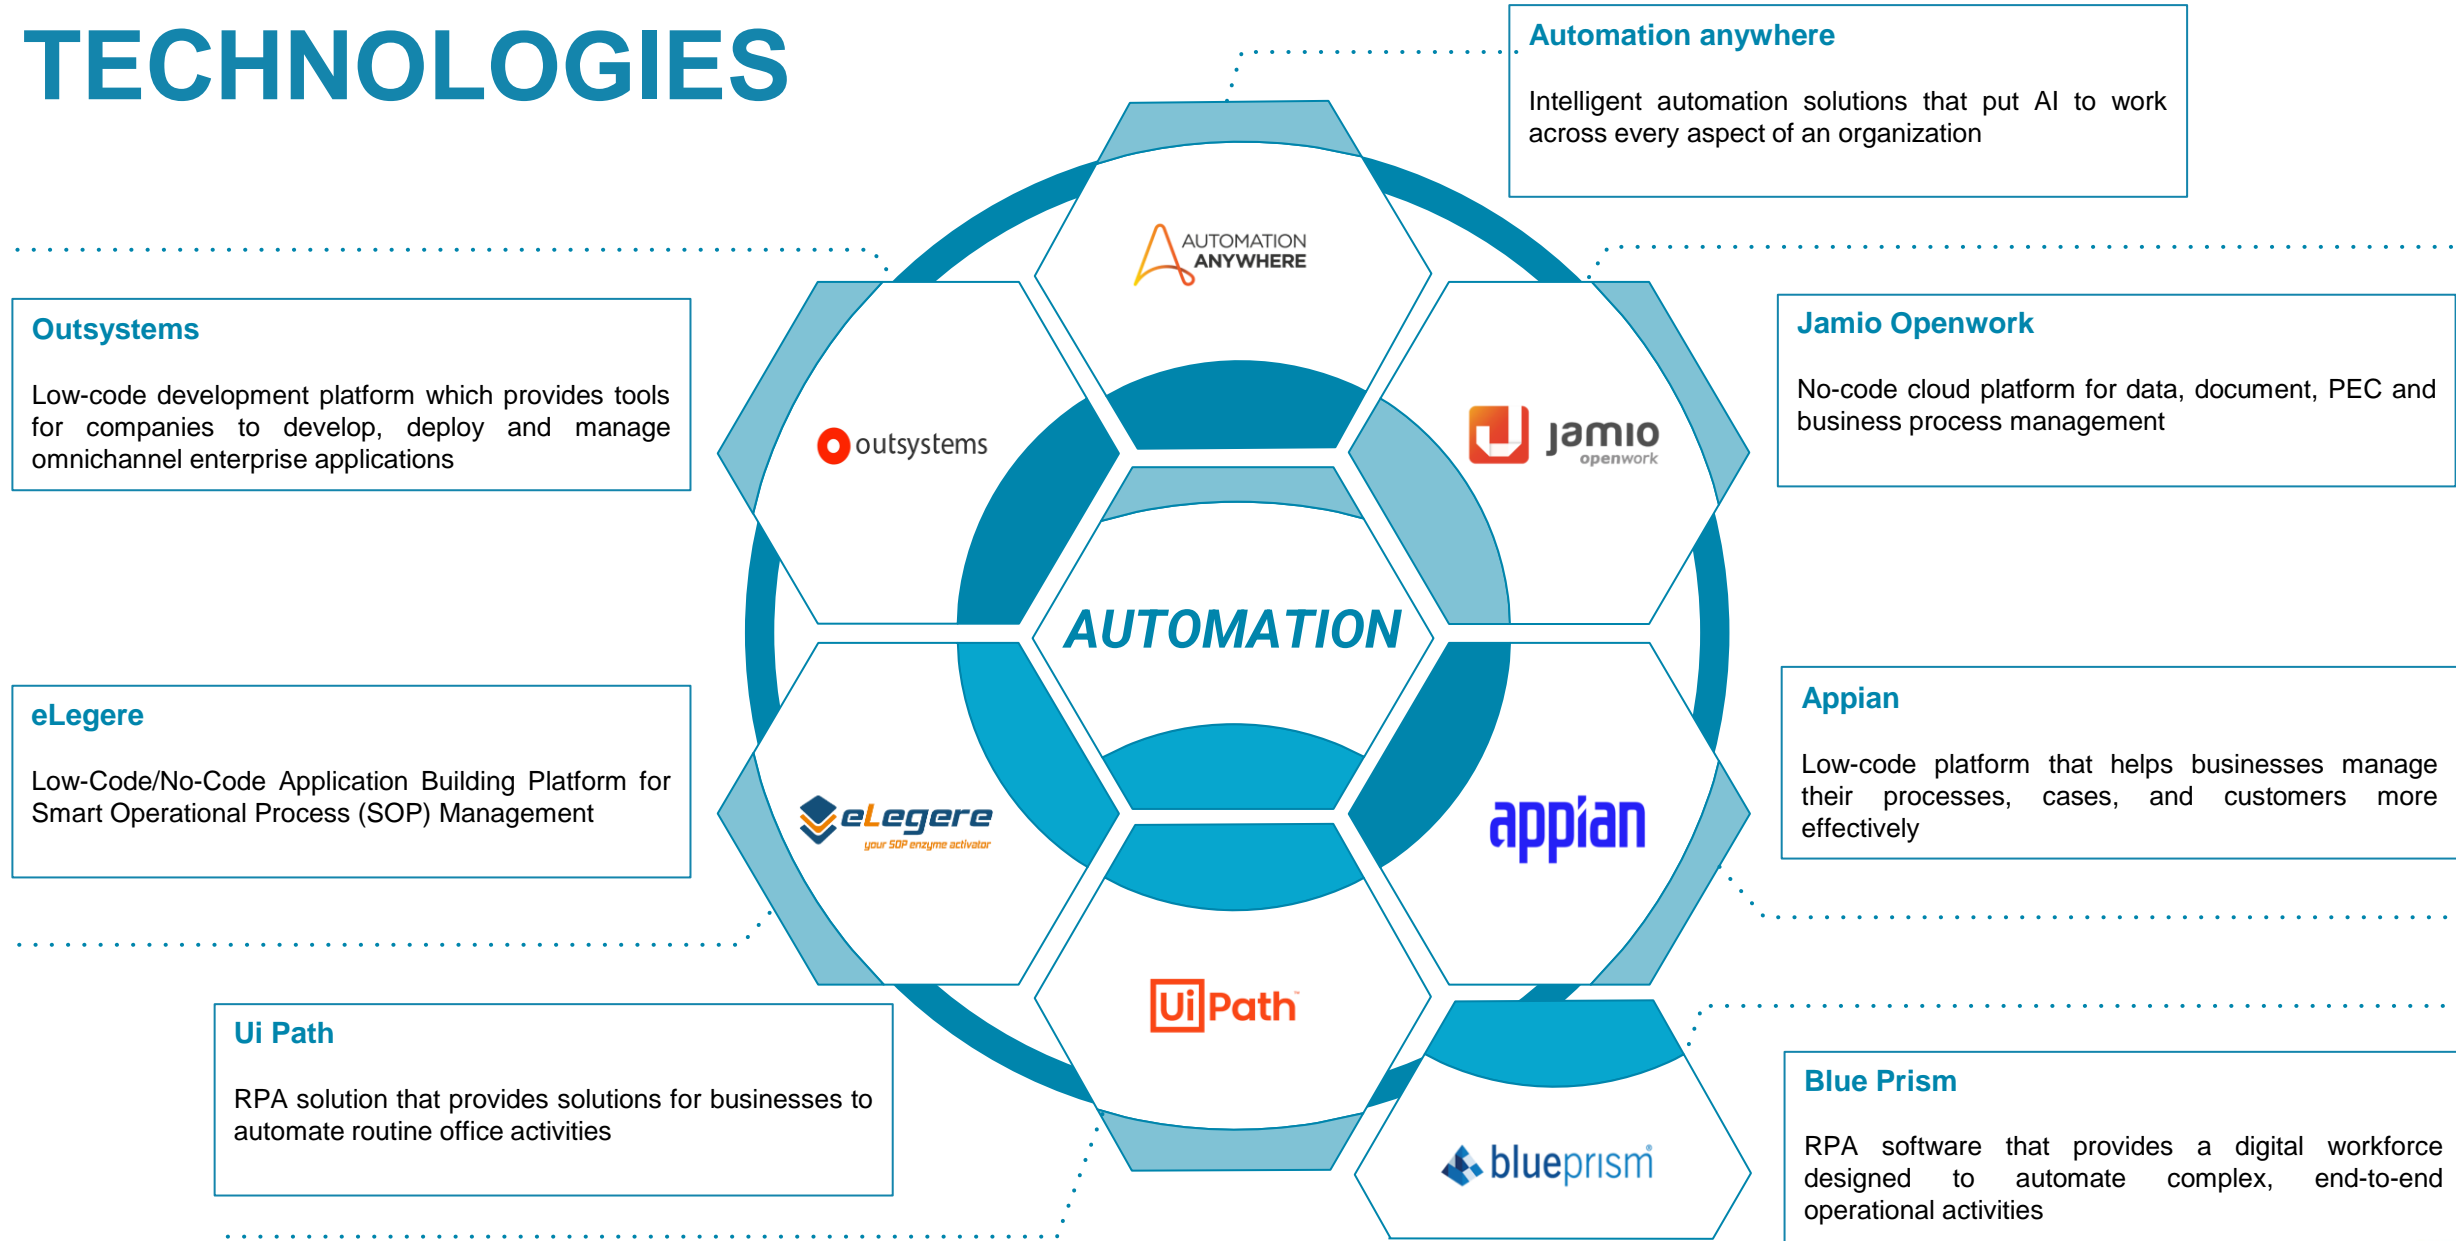 TECHNOLOGIES
Automation anywhere
Intelligent automation solutions that put AI to work
across every aspect of an organization
AUTOMATION
ANYWHERE
Outsystems
Low-code development platform which provides tools
for companies to develop, deploy and manage
omnichannel enterprise applications
outsystems
jamio
openwork
Jamio Openwork
No-code cloud platform for data, document, PEC and
business process management
AUTOMATION
eLegere
Low-Code/No-Code Application Building Platform for
Smart Operational Process (SOP) Management
eLegere
your SOP enzyme activator
appian
Appian
Low-code platform that helps businesses manage
their processes, cases, and customers more
effectively
Ui Path
RPA solution that provides solutions for businesses to
automate routine office activities
UiPath™
blueprism®
Blue Prism
RPA software that provides a digital workforce
designed to automate complex, end-to-end
operational activities